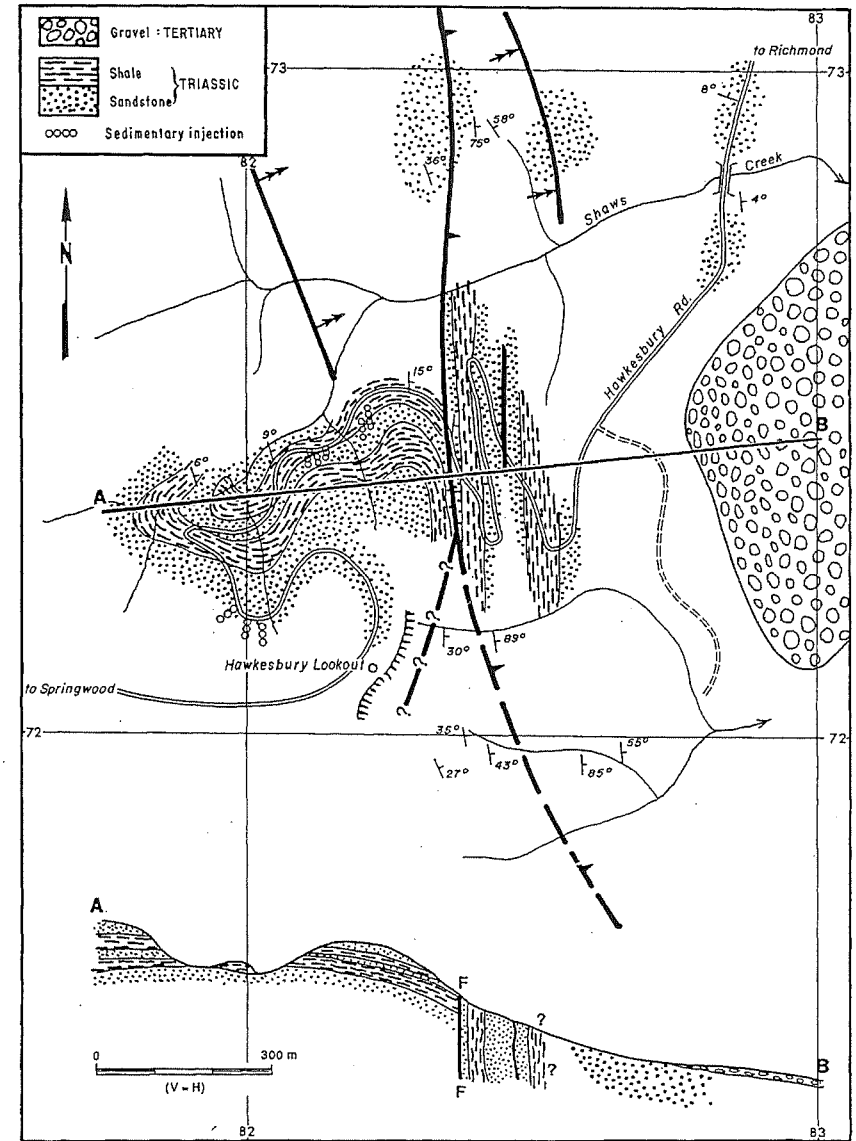 Gravel : TERTIARY
Shale
Sandstone
} TRIASSIC
Sedimentary injection
83
to Richmond
73
73
82
8°
58°
75°
36°
Shaws Creek
4°
N
Hawkesbury Rd.
15°
9°
6°
A
B
?
?
?
?
30°
89°
Hawkesbury Lookout
to Springwood
72
72
35°
55°
43°
85°
27°
A
F
?
?
F
B
0 300 m
(V = H)
82
83